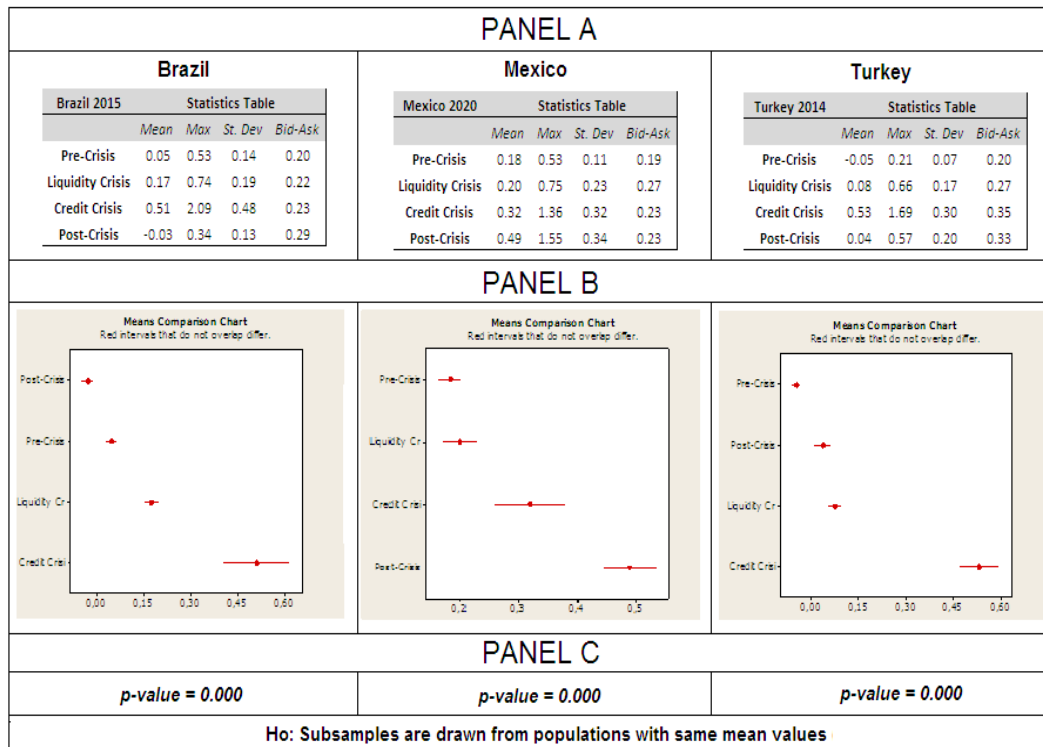 PANEL A
Brazil
Brazil 2015 Statistics Table
Mean Max St. Dev Bid-Ask
Pre-Crisis 0.05 0.53 0.14 0.20
Liquidity Crisis 0.17 0.74 0.19 0.22
Credit Crisis 0.51 2.09 0.48 0.23
Post-Crisis -0.03 0.34 0.13 0.29
Mexico
Mexico 2020 Statistics Table
Mean Max St. Dev Bid-Ask
Pre-Crisis 0.18 0.53 0.11 0.19
Liquidity Crisis 0.20 0.75 0.23 0.27
Credit Crisis 0.32 1.36 0.32 0.23
Post-Crisis 0.49 1.55 0.34 0.23
Turkey
Turkey 2014 Statistics Table
Mean Max St. Dev Bid-Ask
Pre-Crisis -0.05 0.21 0.07 0.20
Liquidity Crisis 0.08 0.66 0.17 0.27
Credit Crisis 0.53 1.69 0.30 0.35
Post-Crisis 0.04 0.57 0.20 0.33
PANEL B
Means Comparison Chart
Red intervals that do not overlap differ.
Post-Crisis
Pre-Crisis
Liquidity Cr
Credit Crisi
0,00 0,15 0,45 0,60
Means Comparison Chart
Red intervals that do not overlap differ.
Pre-Crisis
Liquidity Cr
Credit Crisi
Post-Crisis
0,2 0,3 0,4 0,5
Means Comparison Chart
Red intervals that do not overlap differ.
Pre-Crisis
Post-Crisis
Liquidity Cr
Credit Crisi
0,00 0,15 0,30 0,45 0,60
PANEL C
p-value = 0.000
p-value = 0.000
p-value = 0.000
Ho: Subsamples are drawn from populations with same mean values